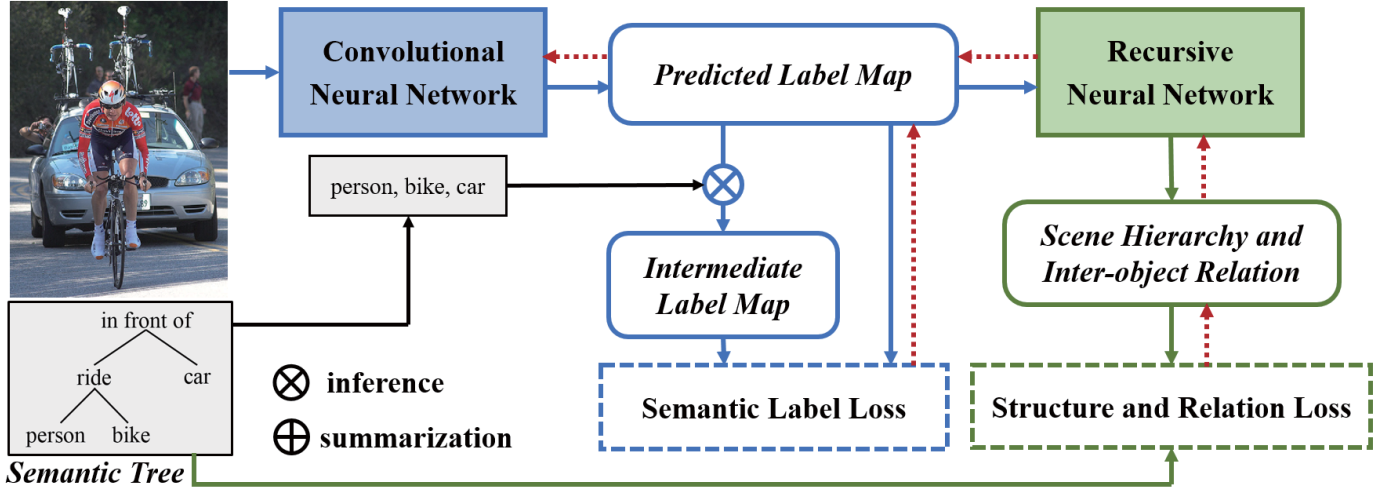 Convolutional
Neural Network
Predicted Label Map
Recursive
Neural Network
person, bike, car
Scene Hierarchy and
Inter-object Relation
Intermediate
Label Map
in front of
ride car
person bike
Semantic Tree
inference
summarization
Semantic Label Loss
Structure and Relation Loss